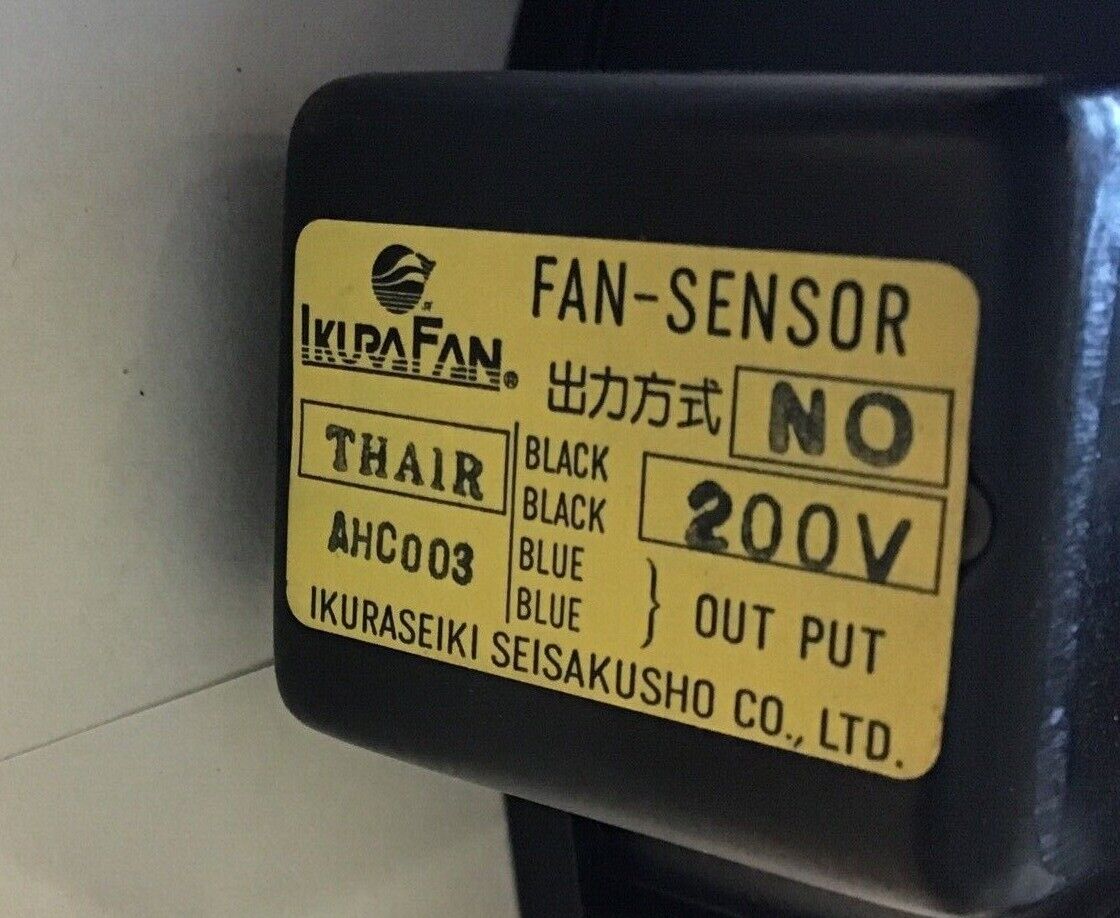 IKURAFAN®
FAN-SENSOR
出力方式 NO
THA1R
AHC003
BLACK
BLACK 200V
BLUE
BLUE } OUT PUT
IKURASEIKI SEISAKUSHO CO., LTD.